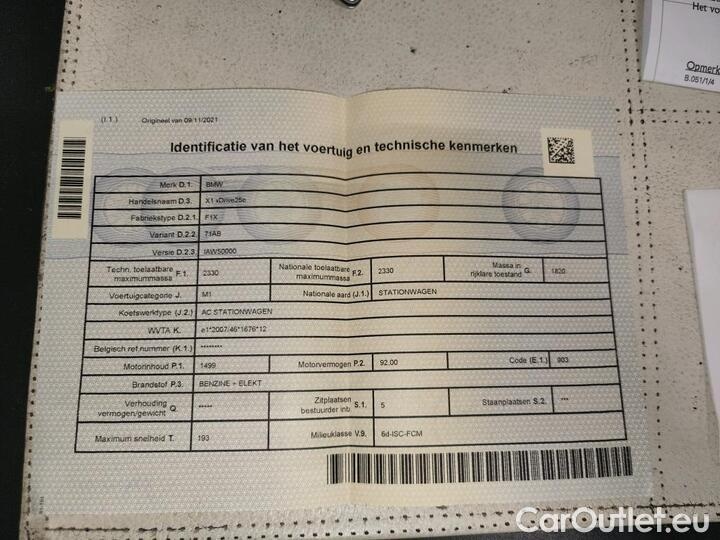 Het vo
Opmerk
B.051/1/4
(I.1.) Origineel van 09/11/2021
Identificatie van het voertuig en technische kenmerken
Merk D.1. BMW
Handelsnaam D.3. X1 xDrive25e
Fabriekstype D.2.1. F1X
Variant D.2.2. 71AB
Versie D.2.3. IAW50000
Techn. toelaatbare maximummassa F.1. 2330 Nationale toelaatbare maximummassa F.2. 2330 Massa in rijklare toestand G. 1820
Voertuigcategorie J. M1 Nationale aard (J.1.) STATIONWAGEN
Koetswerktype (J.2.) AC STATIONWAGEN
WVTA K. e1*2007/46*1676*12
Belgisch ref.nummer (K.1.) ********
Motorinhoud P.1. 1499 Motorvermogen P.2. 92.00 Code (E.1.) 903
Brandstof P.3. BENZINE + ELEKT
Verhouding vermogen/gewicht Q. ***** Zitplaatsen bestuurder inb. S.1. 5 Staanplaatsen S.2. ***
Maximum snelheid T. 193 Milieuklasse V.9. 6d-ISC-FCM
CarOutlet.eu